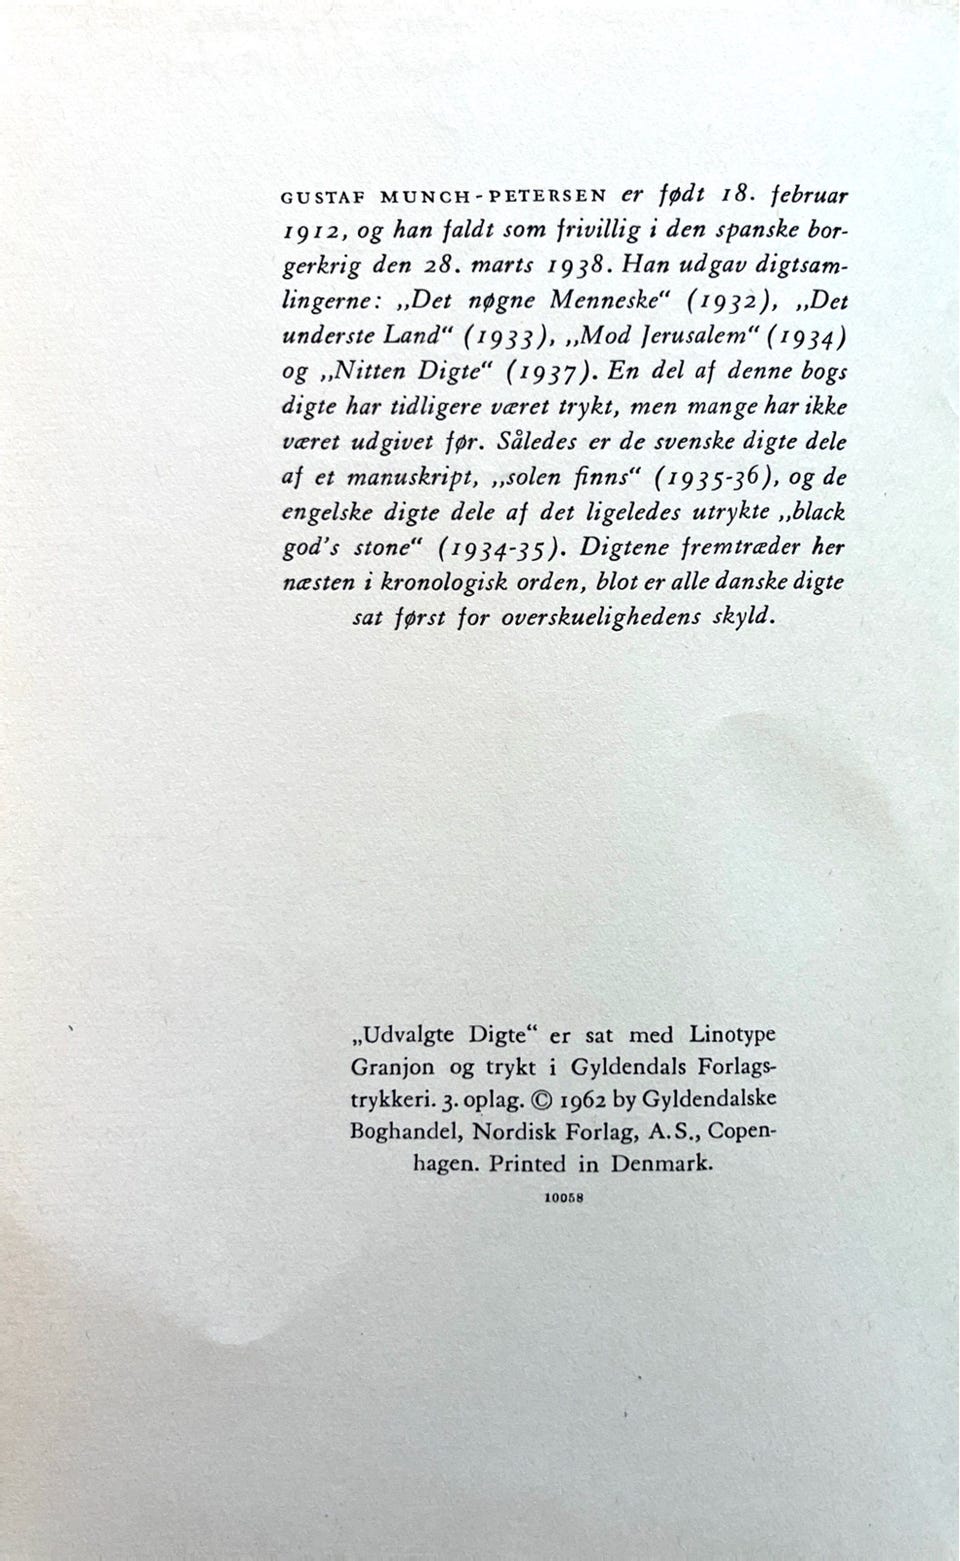 GUSTAF MUNCH-PETERSEN er født 18. februar
1912, og han faldt som frivillig i den spanske bor-
gerkrig den 28. marts 1938. Han udgav digtsam-
lingerne: „Det nøgne Menneske“ (1932), „Det
underste Land“ (1933), „Mod Jerusalem“ (1934)
og „Nitten Digte“ (1937). En del af denne bogs
digte har tidligere været trykt, men mange har ikke
været udgivet før. Således er de svenske digte dele
af et manuskript, „solen finns“ (1935-36), og de
engelske digte dele af det ligeledes utrykte „black
god's stone“ (1934-35). Digtene fremtræder her
næsten i kronologisk orden, blot er alle danske digte
sat først for overskuelighedens skyld.
„Udvalgte Digte“ er sat med Linotype
Granjon og trykt i Gyldendals Forlags-
trykkeri. 3. oplag. © 1962 by Gyldendalske
Boghandel, Nordisk Forlag, A.S., Copen-
hagen. Printed in Denmark.
10058